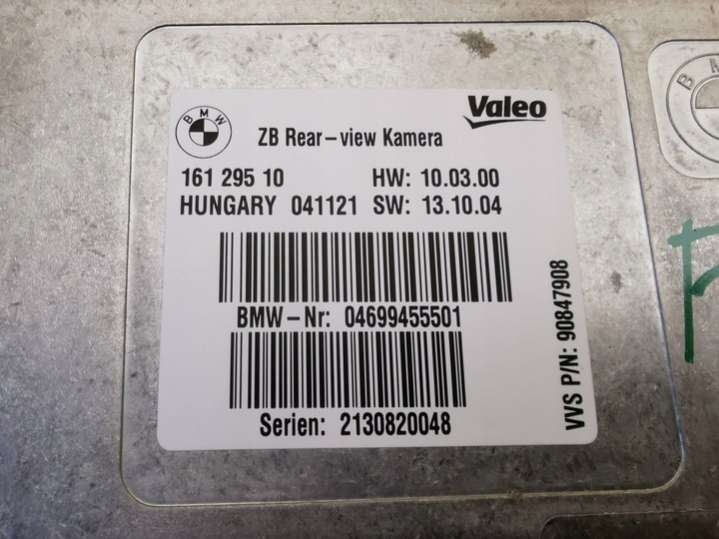 BMW
Valeo
ZB Rear-view Kamera
161 295 10 HW: 10.03.00
HUNGARY 041121 SW: 13.10.04
BMW-Nr: 04699455501
Serien: 2130820048
VVS P/N: 90847908
BM